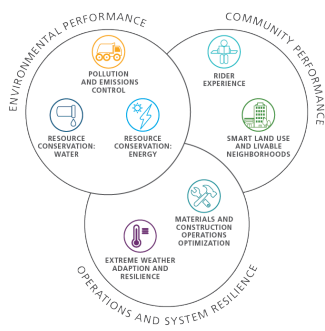 ENVIRONMENTAL PERFORMANCE
COMMUNITY PERFORMANCE
POLLUTION
AND EMISSIONS
CONTROL
RIDER
EXPERIENCE
RESOURCE
CONSERVATION:
WATER
RESOURCE
CONSERVATION:
ENERGY
SMART LAND USE
AND LIVABLE
NEIGHBORHOODS
MATERIALS AND
CONSTRUCTION
OPERATIONS
OPTIMIZATION
EXTREME WEATHER
ADAPTION AND
RESILIENCE
OPERATIONS AND SYSTEM RESILIENCE